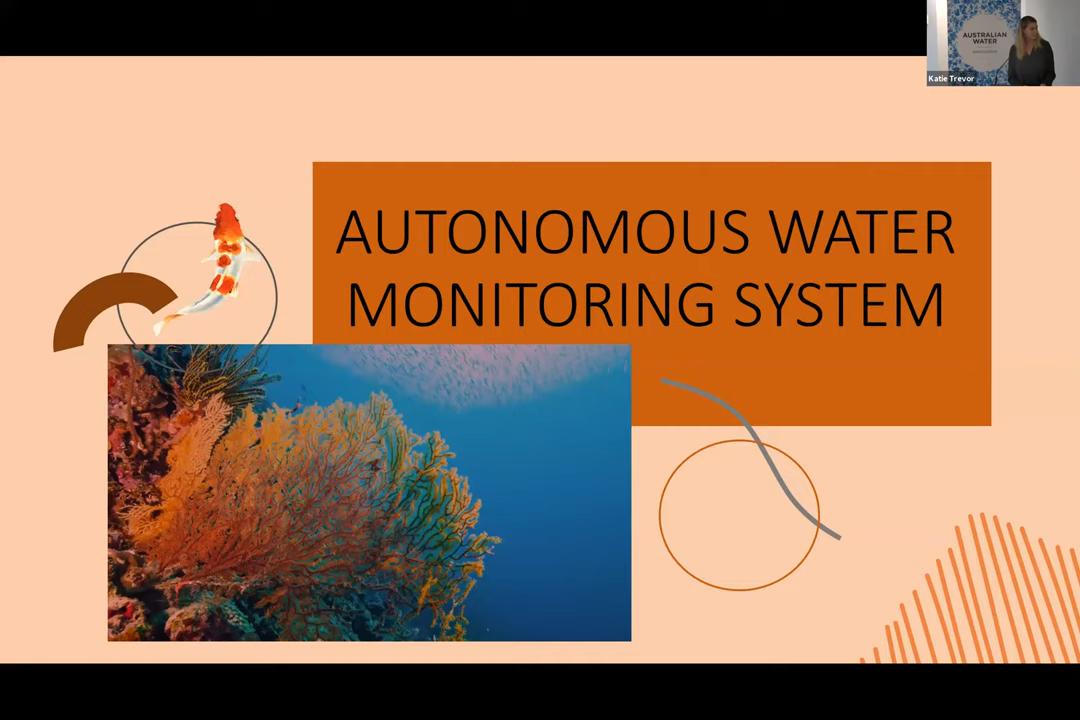 AUSTRALIAN
WATER
Katie Trevor
AUTONOMOUS WATER
MONITORING SYSTEM